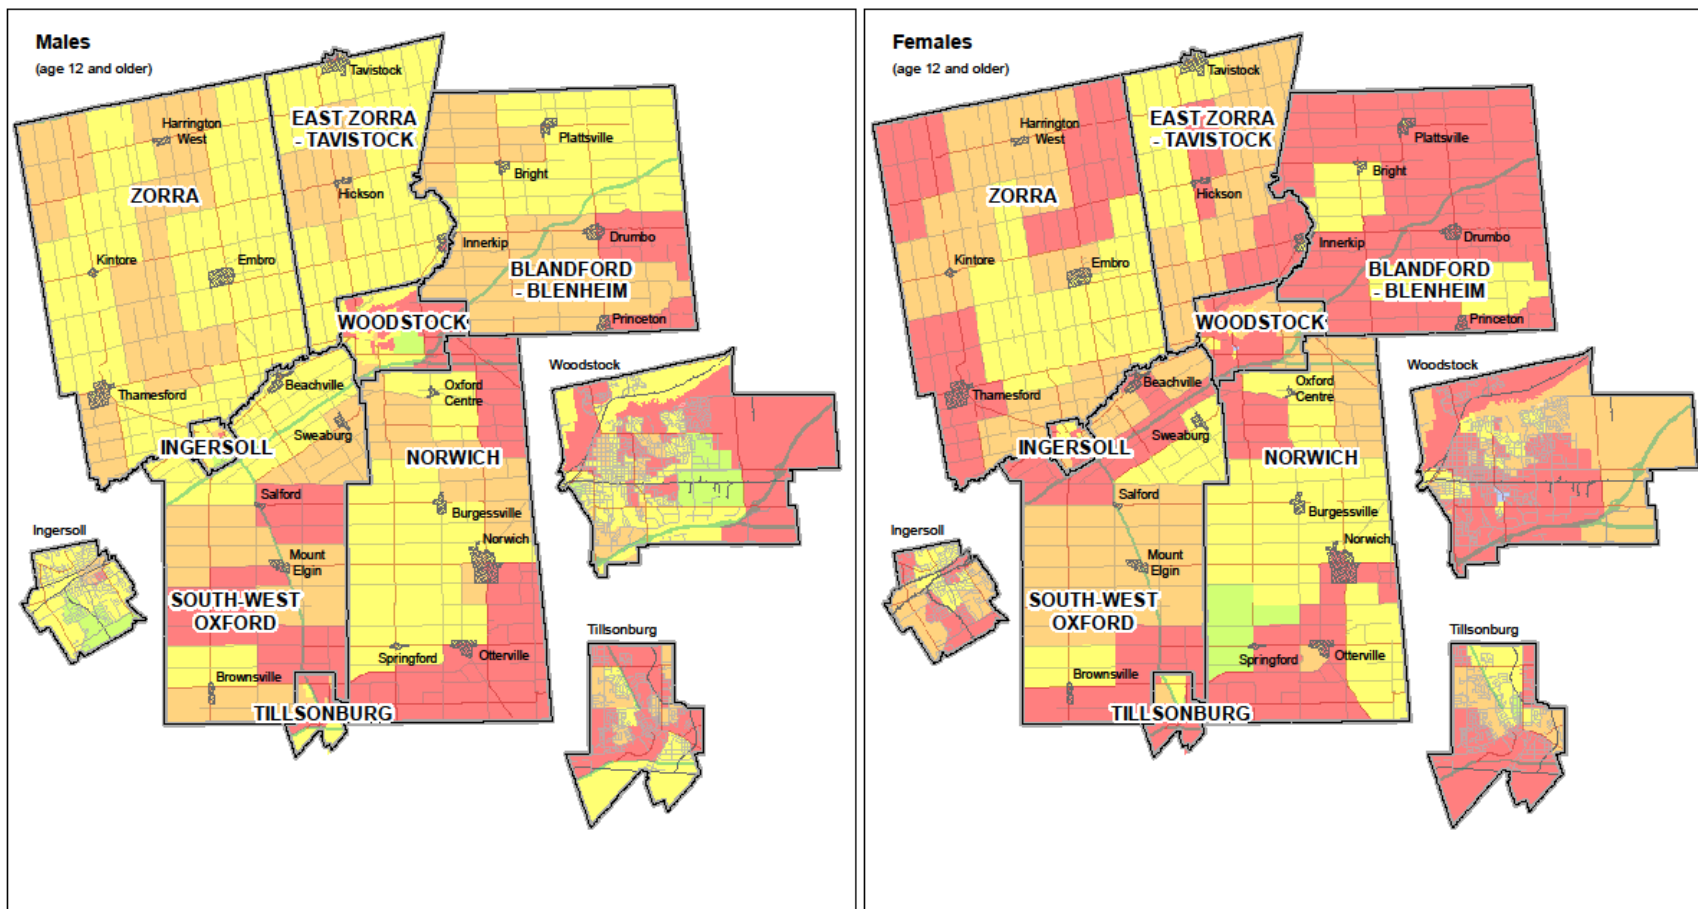 Males
(age 12 and older)
Tavistock
EAST ZORRA
- TAVISTOCK
Harrington
West
Plattsville
Bright
ZORRA
Hickson
Innerkip
Drumbo
Kintore
Embro
BLANDFORD
- BLENHEIM
WOODSTOCK
Princeton
Woodstock
Beachville
Thamesford
Oxford
Centre
Sweaburg
INGERSOLL
NORWICH
Salford
Burgessville
Ingersoll
Norwich
Mount
Elgin
SOUTH-WEST
OXFORD
Tillsonburg
Springford
Otterville
Brownsville
TILLSONBURG
Females
(age 12 and older)
Tavistock
EAST ZORRA
- TAVISTOCK
Harrington
West
Plattsville
Bright
ZORRA
Hickson
Innerkip
Drumbo
Kintore
Embro
BLANDFORD
- BLENHEIM
WOODSTOCK
Princeton
Woodstock
Beachville
Thamesford
Oxford
Centre
Sweaburg
INGERSOLL
NORWICH
Salford
Burgessville
Ingersoll
Norwich
Mount
Elgin
SOUTH-WEST
OXFORD
Tillsonburg
Springford
Otterville
Brownsville
TILLSONBURG